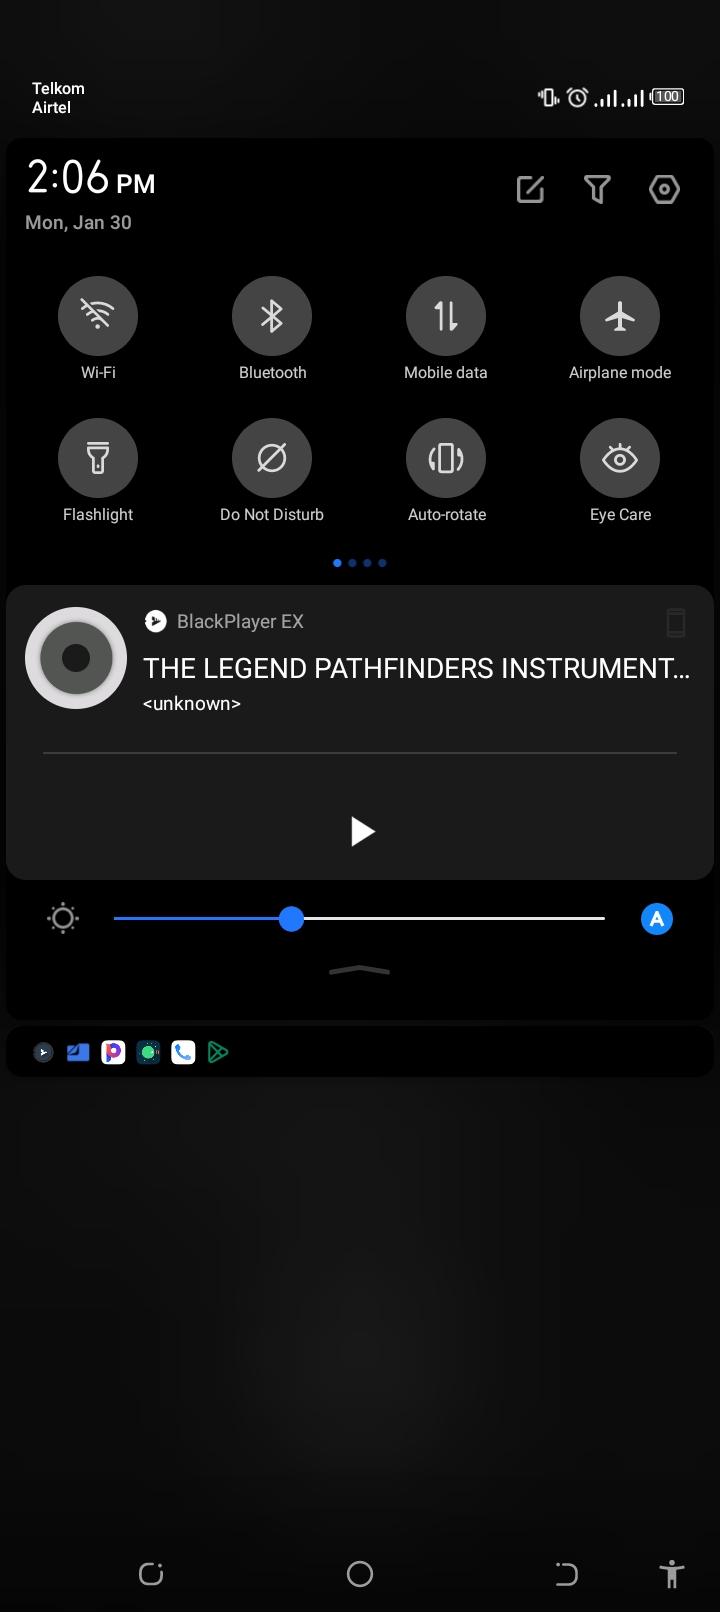 Telkom
Airtel
100
2:06 PM
Mon, Jan 30
Wi-Fi
Bluetooth
Mobile data
Airplane mode
Flashlight
Do Not Disturb
Auto-rotate
Eye Care
BlackPlayer EX
THE LEGEND PATHFINDERS INSTRUMENT...
<unknown>
A